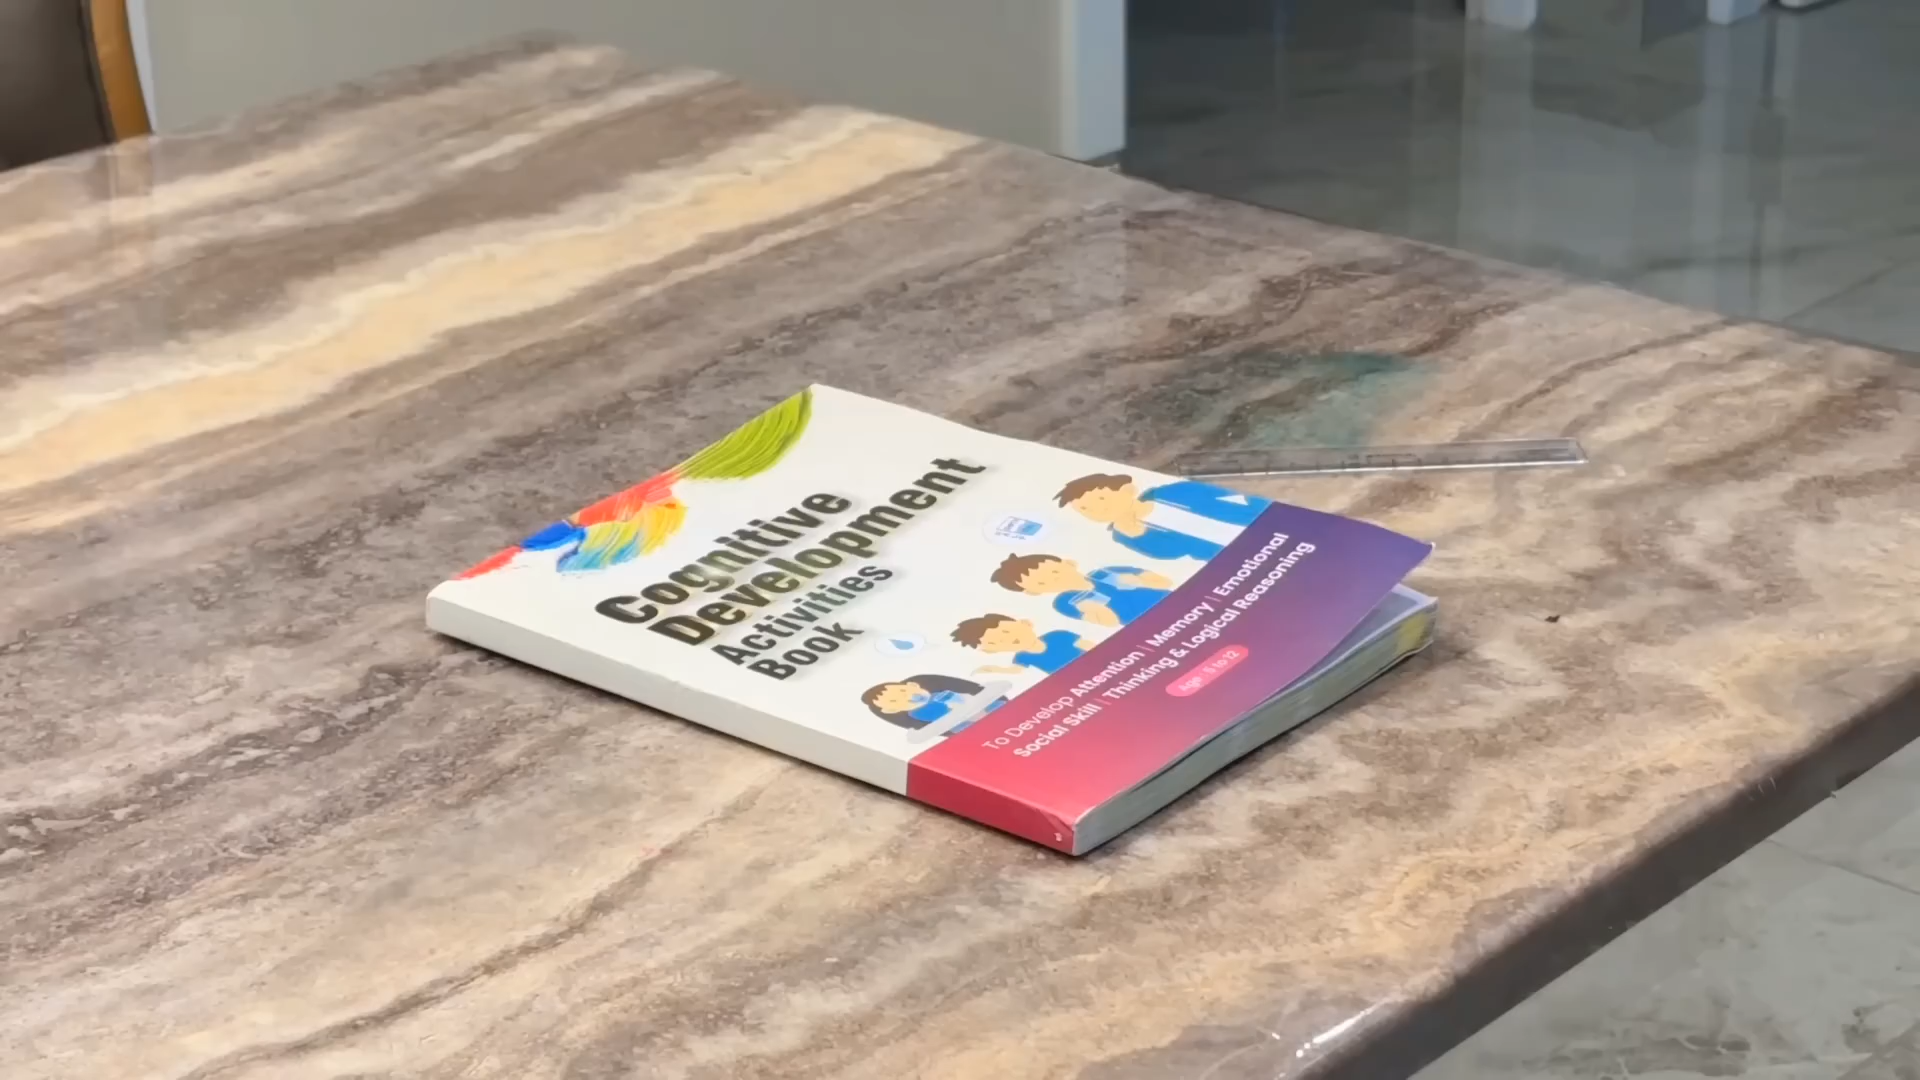 Cognitive
Development
Activities
Book
To Develop Attention | Memory | Emotional
Social Skill | Thinking & Logical Reasoning